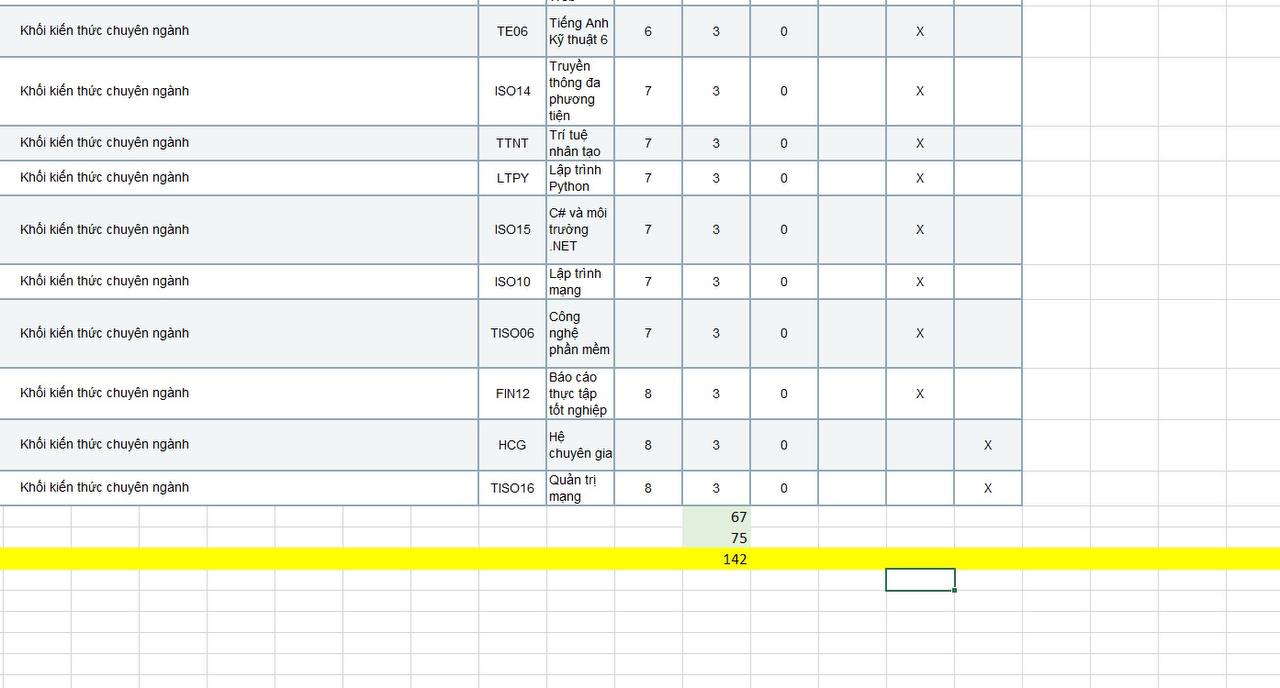 Khối kiến thức chuyên ngành TE06 Tiếng Anh 6 3 0 X
Kỹ thuật 6
Khối kiến thức chuyên ngành ISO14 Truyền 7 3 0 X
thông đa
phương
tiện
Khối kiến thức chuyên ngành TTNT Trí tuệ 7 3 0 X
nhân tạo
Khối kiến thức chuyên ngành LTPY Lập trình 7 3 0 X
Python
Khối kiến thức chuyên ngành ISO15 C# và môi 7 3 0 X
trường
.NET
Khối kiến thức chuyên ngành ISO10 Lập trình 7 3 0 X
mạng
Khối kiến thức chuyên ngành TISO06 Công 7 3 0 X
nghệ
phần mềm
Khối kiến thức chuyên ngành FIN12 Báo cáo 8 3 0 X
thực tập
tốt nghiệp
Khối kiến thức chuyên ngành HCG Hệ 8 3 0 X
chuyên gia
Khối kiến thức chuyên ngành TISO16 Quản trị 8 3 0 X
mạng
67
75
142